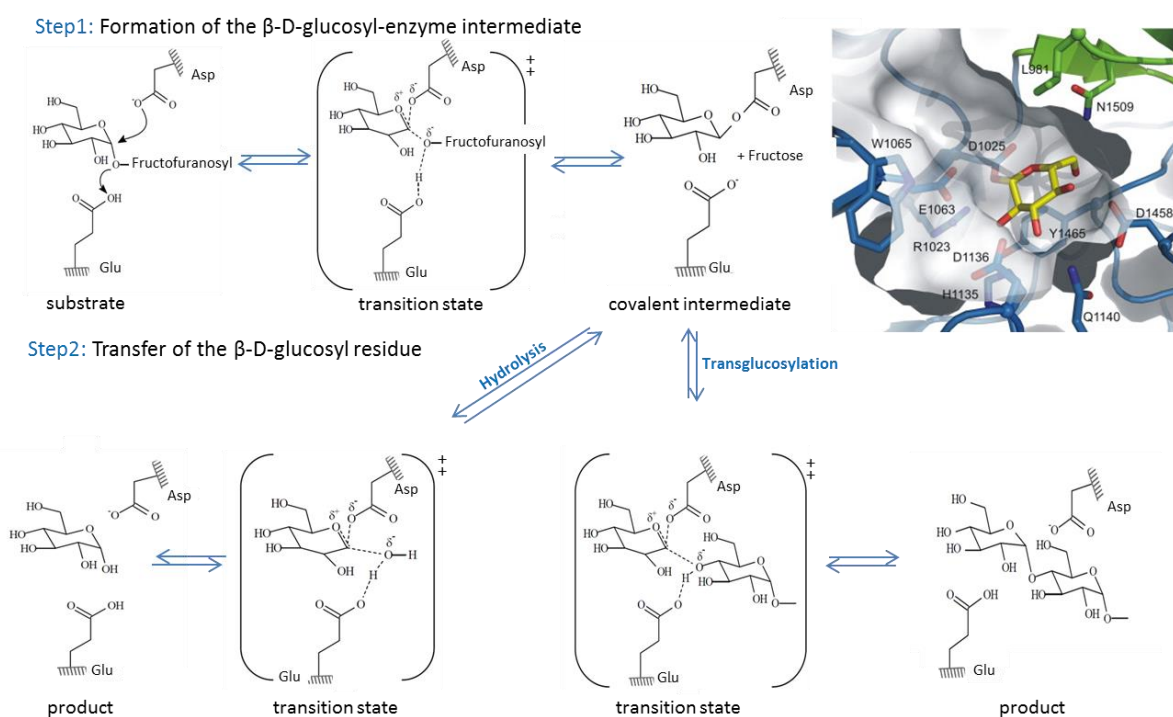 Step1: Formation of the β-D-glucosyl-enzyme intermediate
Asp
O
-O
HO
O
HO
HO
OH
O—Fructofuranosyl
O
OH
Glu
substrate
Asp
δ-
δ+
O
O
HO
O
HO
HO
OH
δ-
O—Fructofuranosyl
H
O
O
Glu
‡
transition state
Asp
O
HO
O
O
HO
HO
OH
+ Fructose
O
O-
Glu
covalent intermediate
L981
N1509
W1065
D1025
E1063
D1458
R1023
Y1465
D1136
H1135
Q1140
Step2: Transfer of the β-D-glucosyl residue
Hydrolysis
Transglucosylation
Asp
-O
O
HO
O
HO
HO
OH
OH
O
OH
Glu
product
‡
Asp
δ-
δ+
O
O
HO
O
HO
HO
OH
δ-
O—H
H
O
O
Glu
transition state
‡
Asp
δ-
δ+
O
O
HO
O
HO
HO
OH
δ-
O
HO
H
O
HO
OH
O
O
O
Glu
transition state
Asp
-O
O
HO
O
HO
HO
OH
HO
O
O
HO
OH
O
O
OH
Glu
product